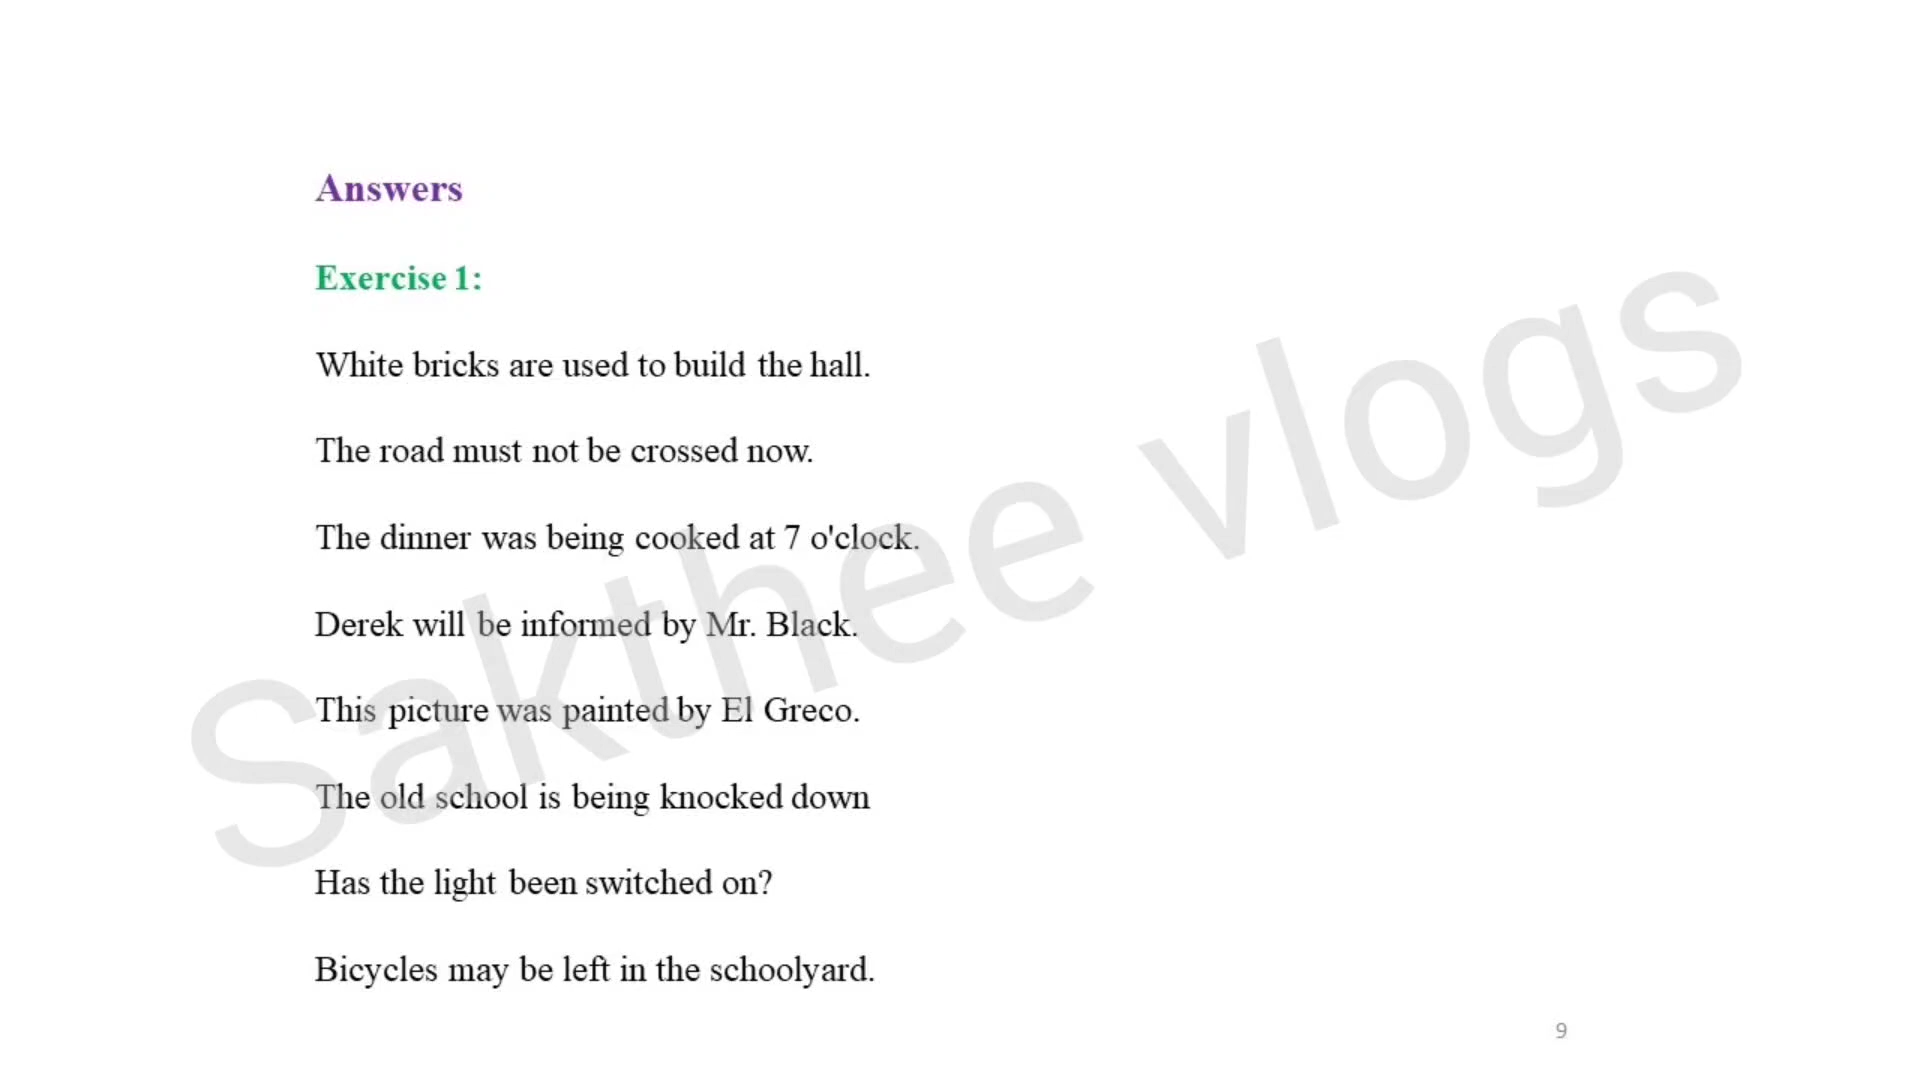 Answers
Exercise 1:
White bricks are used to build the hall.
The road must not be crossed now.
The dinner was being cooked at 7 o'clock.
Derek will be informed by Mr. Black.
This picture was painted by El Greco.
The old school is being knocked down
Has the light been switched on?
Bicycles may be left in the schoolyard.
Sakthee vlogs
9